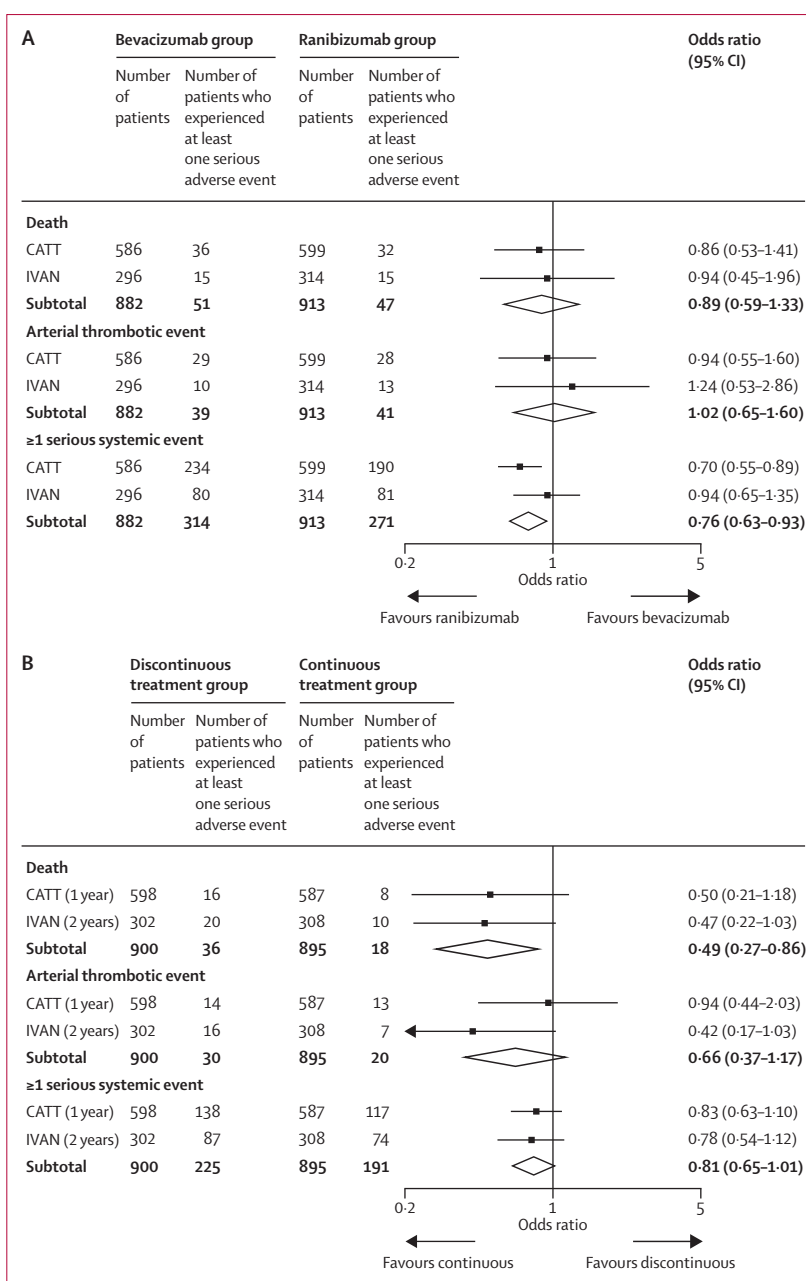 A
Bevacizumab group Ranibizumab group Odds ratio
(95% CI)
Number Number of Number Number of
of patients who of patients who
patients experienced patients experienced
at least at least
one serious one serious
adverse event adverse event
Death
CATT 586 36 599 32 0·86 (0·53–1·41)
IVAN 296 15 314 15 0·94 (0·45–1·96)
Subtotal 882 51 913 47 0·89 (0·59–1·33)
Arterial thrombotic event
CATT 586 29 599 28 0·94 (0·55–1·60)
IVAN 296 10 314 13 1·24 (0·53–2·86)
Subtotal 882 39 913 41 1·02 (0·65–1·60)
≥1 serious systemic event
CATT 586 234 599 190 0·70 (0·55–0·89)
IVAN 296 80 314 81 0·94 (0·65–1·35)
Subtotal 882 314 913 271 0·76 (0·63–0·93)
0·2 1 5
Odds ratio
Favours ranibizumab Favours bevacizumab
B
Discontinuous Continuous Odds ratio
treatment group treatment group (95% CI)
Number Number of Number Number of
of patients who of patients who
patients experienced patients experienced
at least at least
one serious one serious
adverse event adverse event
Death
CATT (1 year) 598 16 587 8 0·50 (0·21–1·18)
IVAN (2 years) 302 20 308 10 0·47 (0·22–1·03)
Subtotal 900 36 895 18 0·49 (0·27–0·86)
Arterial thrombotic event
CATT (1 year) 598 14 587 13 0·94 (0·44–2·03)
IVAN (2 years) 302 16 308 7 0·42 (0·17–1·03)
Subtotal 900 30 895 20 0·66 (0·37–1·17)
≥1 serious systemic event
CATT (1 year) 598 138 587 117 0·83 (0·63–1·10)
IVAN (2 years) 302 87 308 74 0·78 (0·54–1·12)
Subtotal 900 225 895 191 0·81 (0·65–1·01)
0·2 1 5
Odds ratio
Favours continuous Favours discontinuous